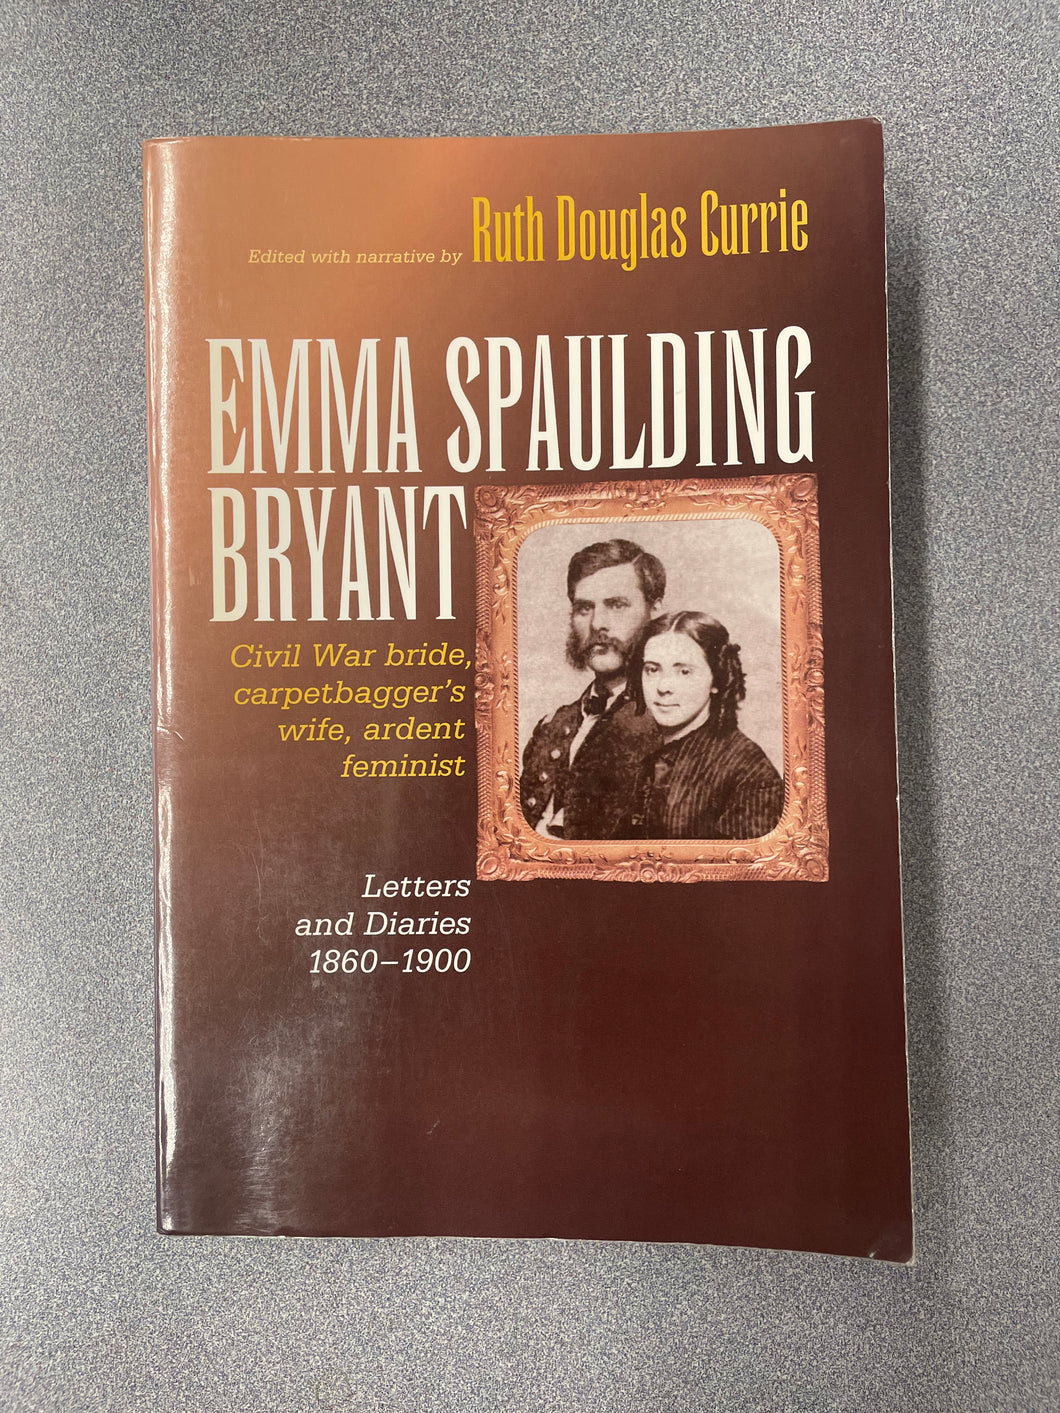 Edited with narrative by Ruth Douglas Currie
EMMA SPAULDING
BRYANT
Civil War bride,
carpetbagger's
wife, ardent
feminist
Letters
and Diaries
1860–1900